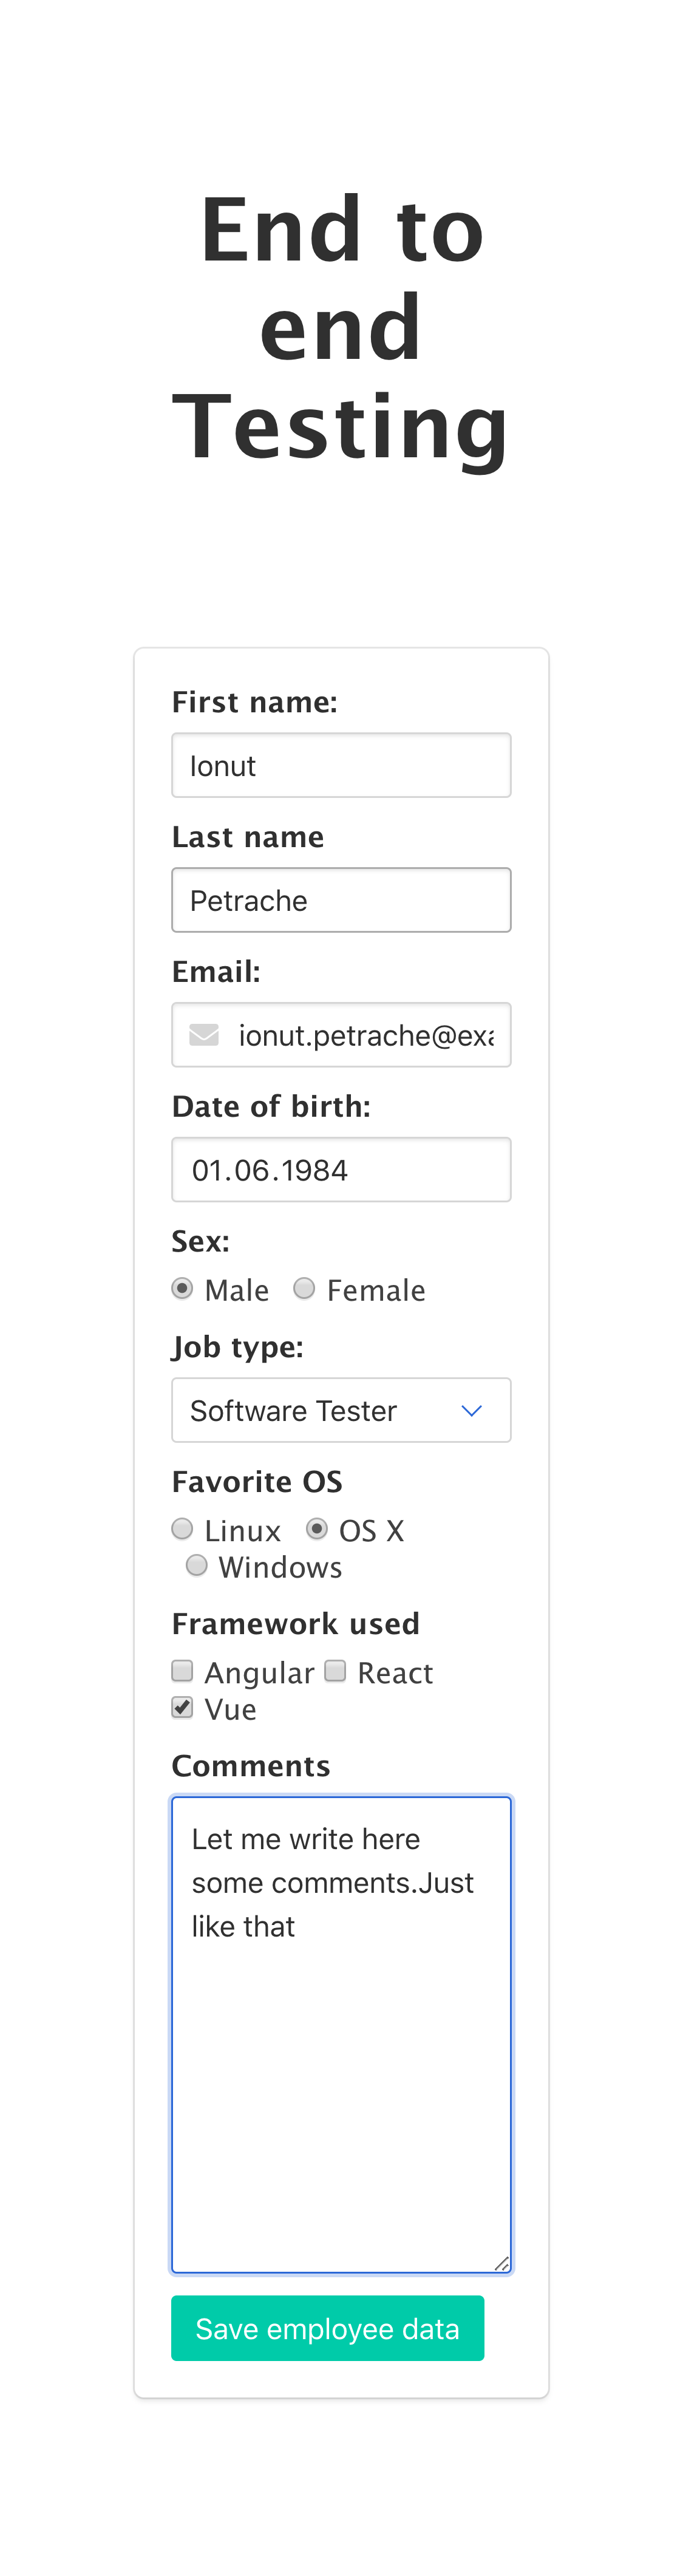 End to
end
Testing
First name:
Ionut
Last name
Petrache
Email:
ionut.petrache@exa
Date of birth:
01.06.1984
Sex:
Male Female
Job type:
Software Tester
Favorite OS
Linux OS X
Windows
Framework used
Angular React
Vue
Comments
Let me write here
some comments.Just
like that
Save employee data